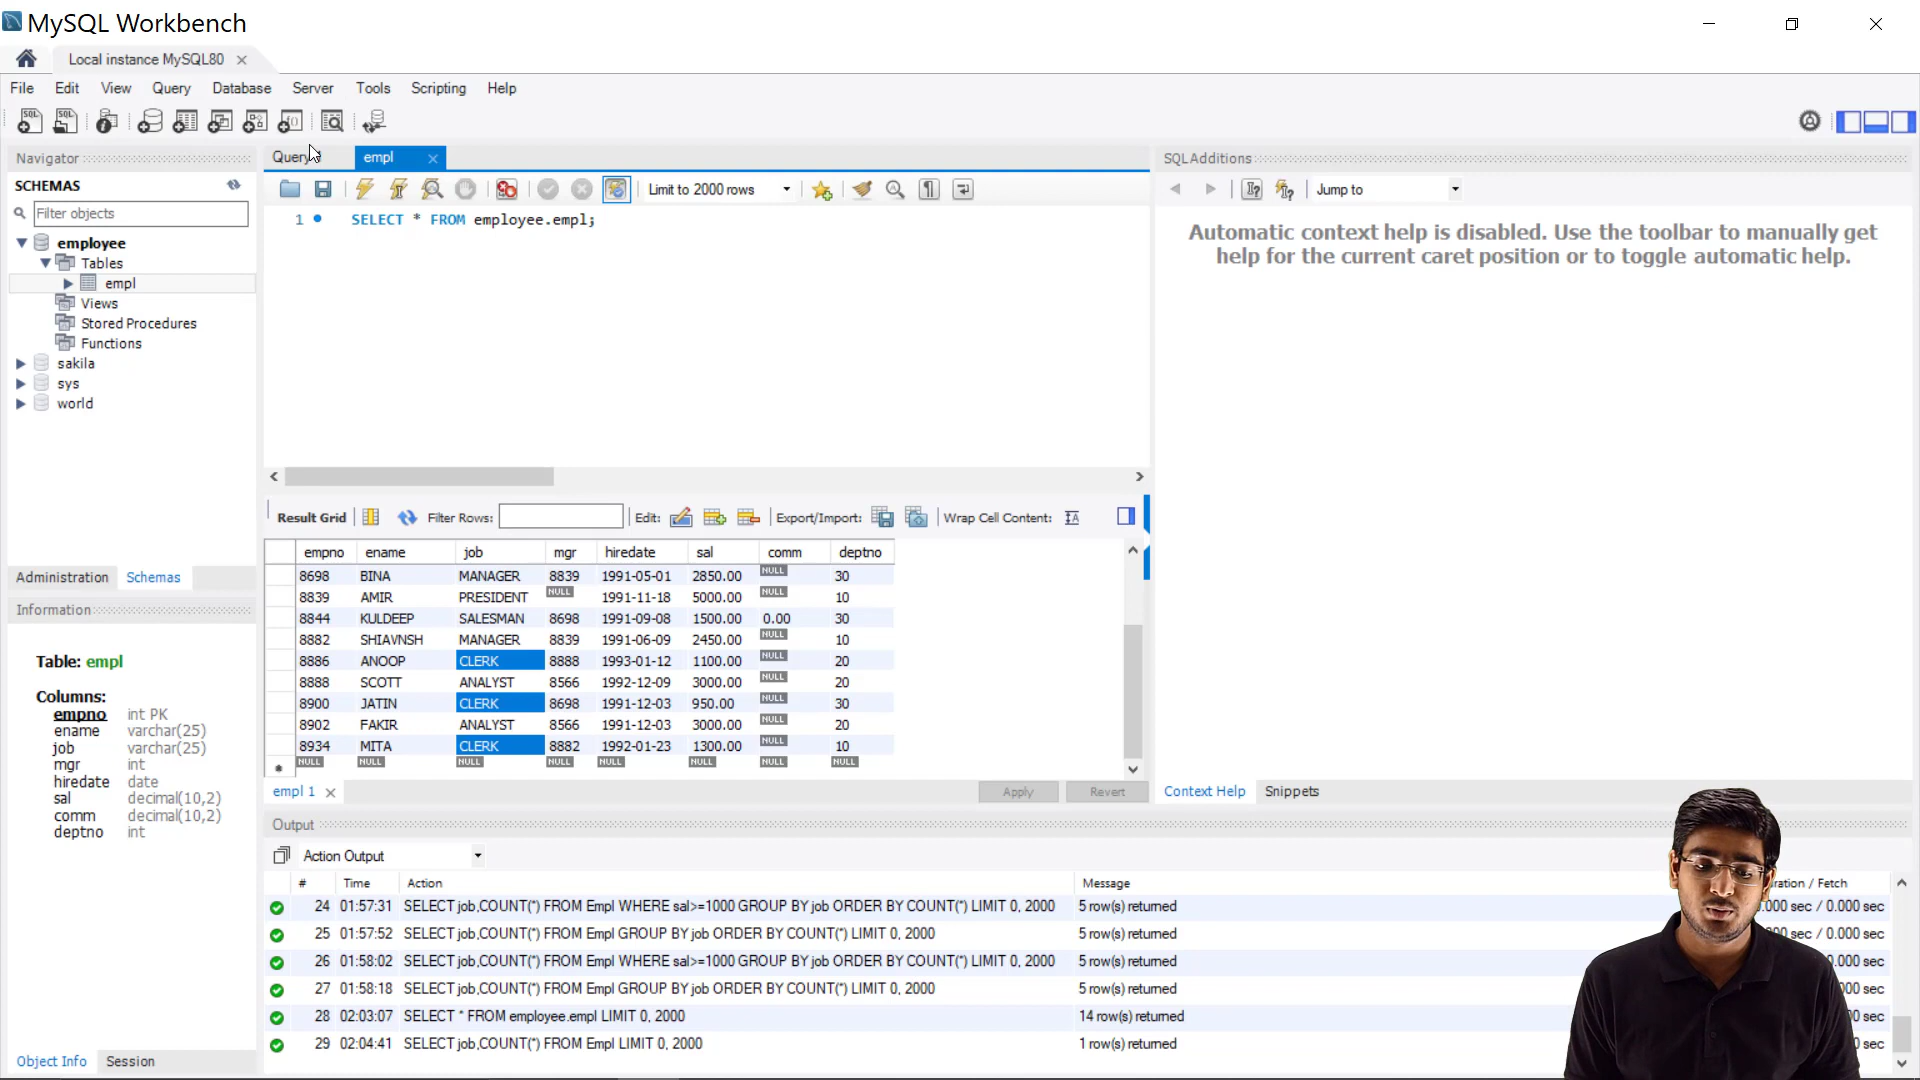 MySQL Workbench
Local instance MySQL80
File Edit View Query Database Server Tools Scripting Help
Navigator
SCHEMAS
Filter objects
employee
Tables
empl
Views
Stored Procedures
Functions
sakila
sys
world
Administration Schemas
Information
Table: empl
Columns:
empno int PK
ename varchar(25)
job varchar(25)
mgr int
hiredate date
sal decimal(10,2)
comm decimal(10,2)
deptno int
Object Info Session
Query empl
Limit to 2000 rows
1 SELECT * FROM employee.empl;
Result Grid Filter Rows: Edit: Export/Import: Wrap Cell Content:
empno ename job mgr hiredate sal comm deptno
8698 BINA MANAGER 8839 1991-05-01 2850.00 NULL 30
8839 AMIR PRESIDENT NULL 1991-11-18 5000.00 NULL 10
8844 KULDEEP SALESMAN 8698 1991-09-08 1500.00 0.00 30
8882 SHIAVNSH MANAGER 8839 1991-06-09 2450.00 NULL 10
8886 ANOOP CLERK 8888 1993-01-12 1100.00 NULL 20
8888 SCOTT ANALYST 8566 1992-12-09 3000.00 NULL 20
8900 JATIN CLERK 8698 1991-12-03 950.00 NULL 30
8902 FAKIR ANALYST 8566 1991-12-03 3000.00 NULL 20
8934 MITA CLERK 8882 1992-01-23 1300.00 NULL 10
NULL NULL NULL NULL NULL NULL NULL NULL
empl 1 Apply Revert
SQLAdditions
Jump to
Automatic context help is disabled. Use the toolbar to manually get
help for the current caret position or to toggle automatic help.
Context Help Snippets
Output
Action Output
# Time Action Message / Fetch
24 01:57:31 SELECT job,COUNT(*) FROM Empl WHERE sal>=1000 GROUP BY job ORDER BY COUNT(*) LIMIT 0, 2000 5 row(s) returned 0.000 sec / 0.000 sec
25 01:57:52 SELECT job,COUNT(*) FROM Empl GROUP BY job ORDER BY COUNT(*) LIMIT 0, 2000 5 row(s) returned sec / 0.000 sec
26 01:58:02 SELECT job,COUNT(*) FROM Empl WHERE sal>=1000 GROUP BY job ORDER BY COUNT(*) LIMIT 0, 2000 5 row(s) returned sec
27 01:58:18 SELECT job,COUNT(*) FROM Empl GROUP BY job ORDER BY COUNT(*) LIMIT 0, 2000 5 row(s) returned sec
28 02:03:07 SELECT * FROM employee.empl LIMIT 0, 2000 14 row(s) returned sec
29 02:04:41 SELECT job,COUNT(*) FROM Empl LIMIT 0, 2000 1 row(s) returned sec